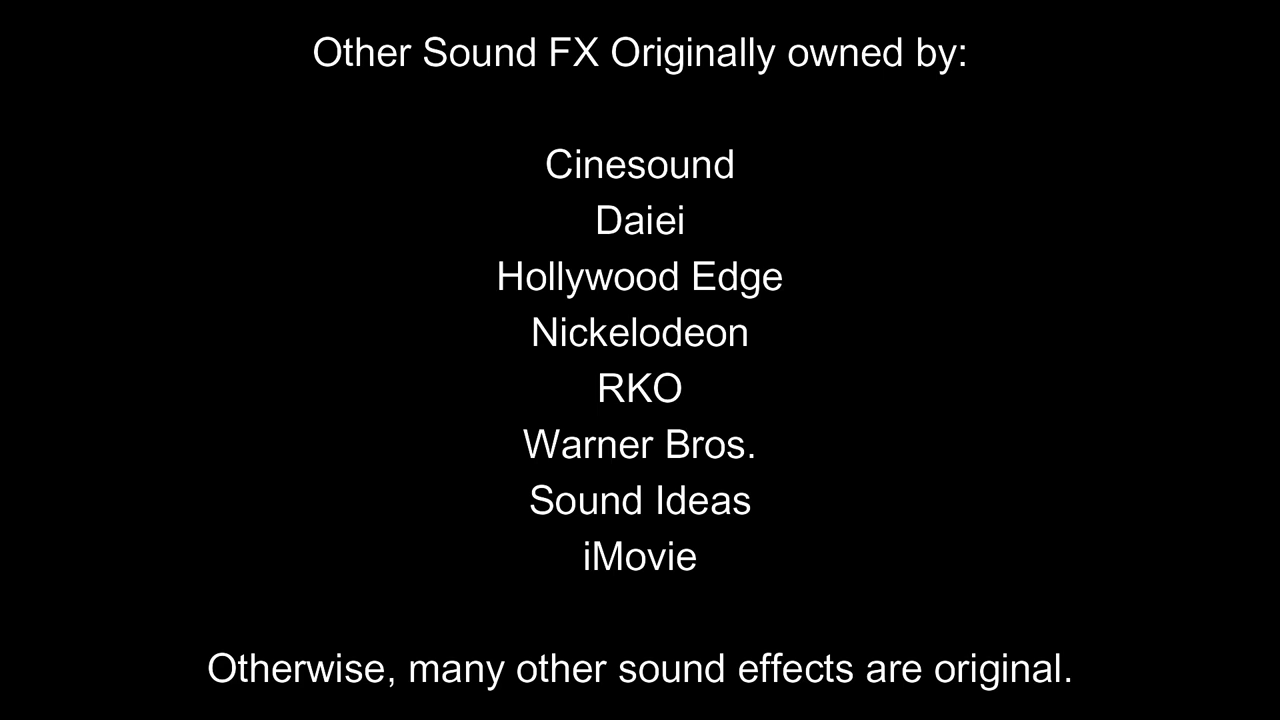 Other Sound FX Originally owned by:
Cinesound
Daiei
Hollywood Edge
Nickelodeon
RKO
Warner Bros.
Sound Ideas
iMovie
Otherwise, many other sound effects are original.